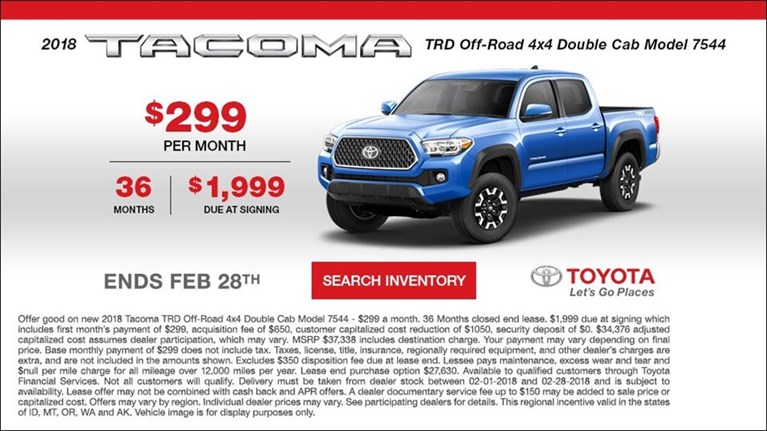 2018 TACOMA TRD Off-Road 4x4 Double Cab Model 7544
$299
PER MONTH
36
MONTHS
$1,999
DUE AT SIGNING
ENDS FEB 28TH
SEARCH INVENTORY
TOYOTA
Let's Go Places
Offer good on new 2018 Tacoma TRD Off-Road 4x4 Double Cab Model 7544 - $299 a month. 36 Months closed end lease. $1,999 due at signing which
includes first month's payment of $299, acquisition fee of $650, customer capitalized cost reduction of $1050, security deposit of $0. $34,376 adjusted
capitalized cost assumes dealer participation, which may vary. MSRP $37,338 includes destination charge. Your payment may vary depending on final
price. Base monthly payment of $299 does not include tax. Taxes, license, title, insurance, regionally required equipment, and other dealer's charges are
extra, and are not included in the amounts shown. Excludes $350 disposition fee due at lease end. Lessee pays maintenance, excess wear and tear and
$null per mile charge for all mileage over 12,000 miles per year. Lease end purchase option $27,630. Available to qualified customers through Toyota
Financial Services. Not all customers will qualify. Delivery must be taken from dealer stock between 02-01-2018 and 02-28-2018 and is subject to
availability. Lease offer may not be combined with cash back and APR offers. A dealer documentary service fee up to $150 may be added to sale price or
capitalized cost. Offers may vary by region. Individual dealer prices may vary. See participating dealers for details. This regional incentive valid in the states
of ID, MT, OR, WA and AK. Vehicle image is for display purposes only.